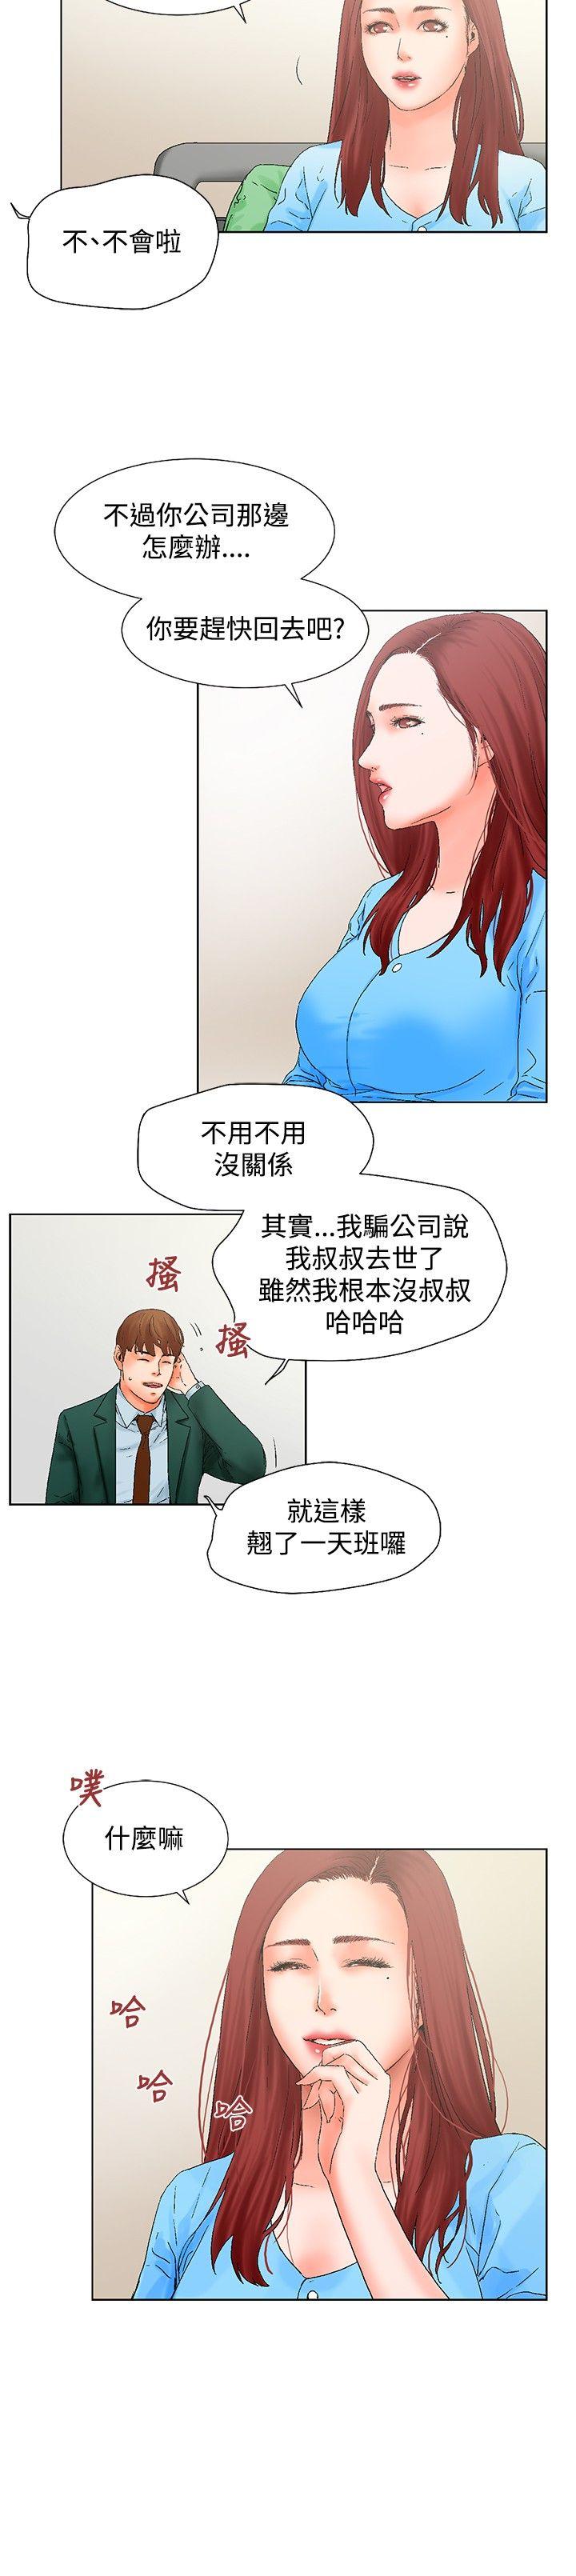 不、不會啦
不過你公司那邊
怎麼辦....
你要趕快回去吧?
不用不用
沒關係
其實...我騙公司說
我叔叔去世了
雖然我根本沒叔叔
哈哈哈
搔
搔
就這樣
翹了一天班囉
噗
什麼嘛
哈
哈
哈